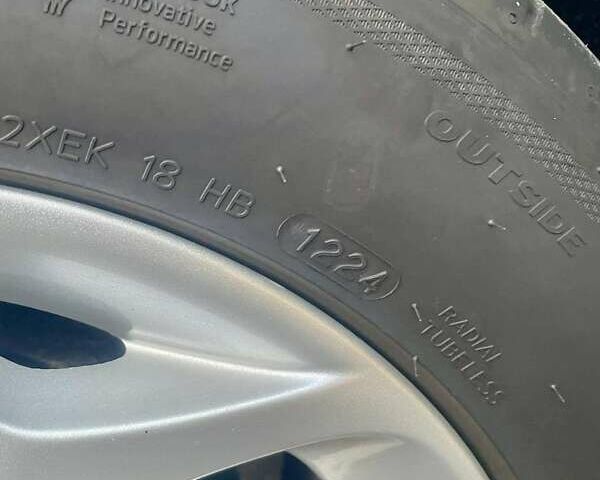 Innovative
Performance
2XEK 18 HB
1224
OUTSIDE
RADIAL
TUBELESS